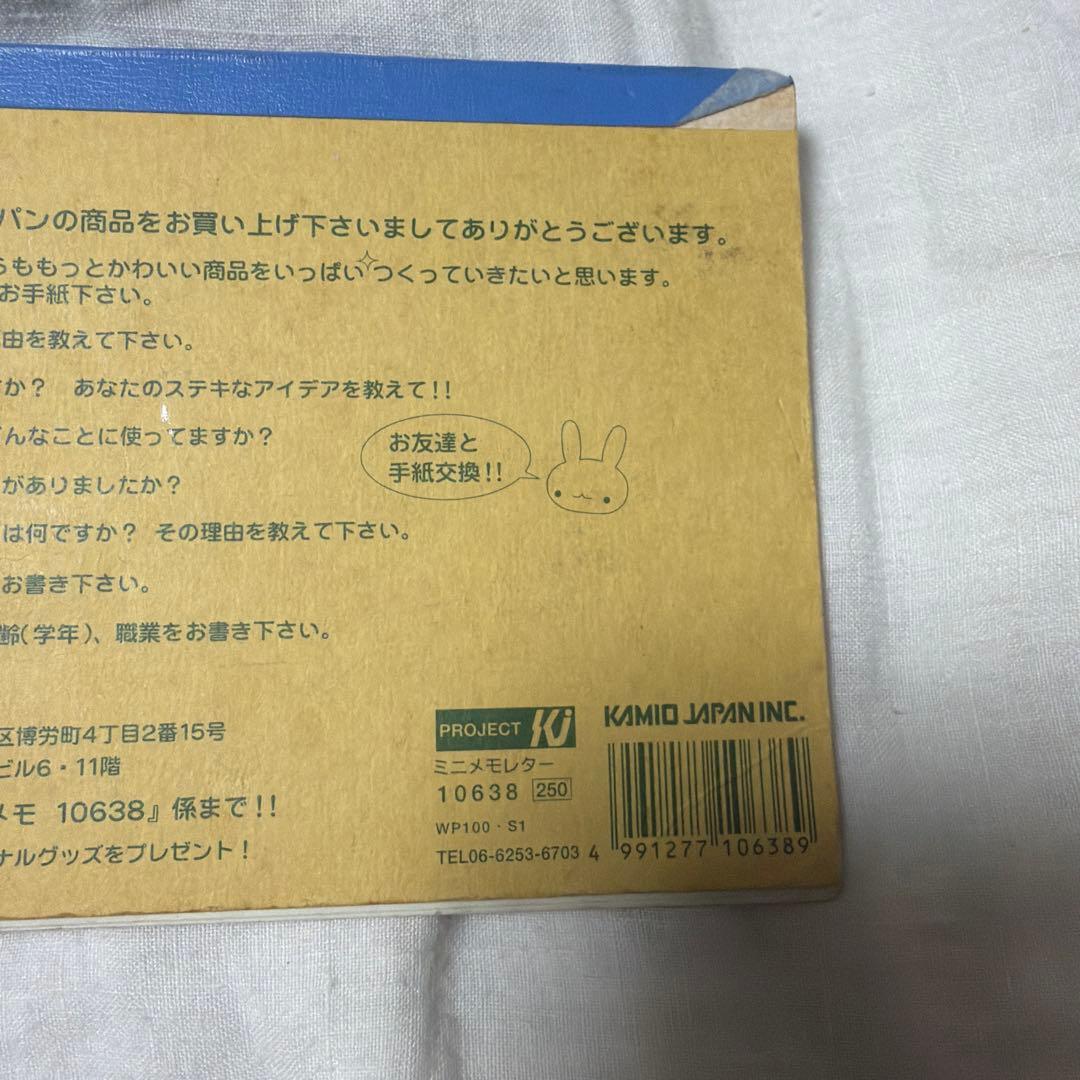 パンの商品をお買い上げ下さいましてありがとうございます。
らももっとかわいい商品をいっぱいつくっていきたいと思います。
お手紙下さい。
由を教えて下さい。
すか？ あなたのステキなアイデアを教えて!!
どんなことに使ってますか？
がありましたか？
は何ですか？ その理由を教えて下さい。
お書き下さい。
齢(学年)、職業をお書き下さい。
お友達と
手紙交換!!
区博労町4丁目2番15号
ビル6・11階
メモ 10638』係まで!!
ナルグッズをプレゼント！
PROJECT Ki
ミニメモレター
10638 250
WP100・S1
TEL06-6253-6703
KAMIO JAPAN INC.
4 991277 106389